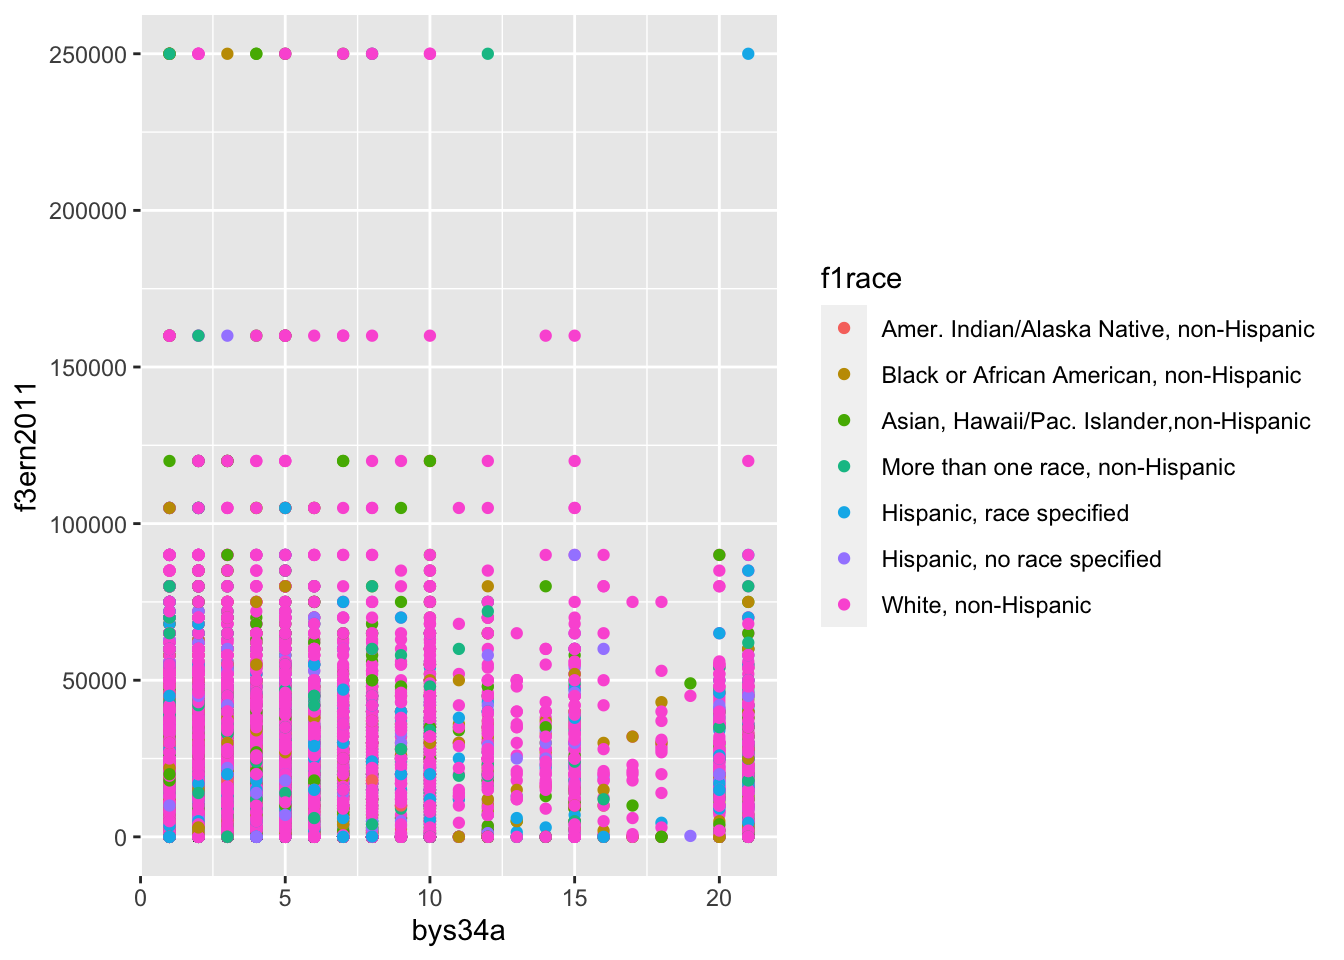 250000
200000
150000
100000
50000
0
f3ern2011
0 5 10 15 20
bys34a
f1race
Amer. Indian/Alaska Native, non-Hispanic
Black or African American, non-Hispanic
Asian, Hawaii/Pac. Islander,non-Hispanic
More than one race, non-Hispanic
Hispanic, race specified
Hispanic, no race specified
White, non-Hispanic